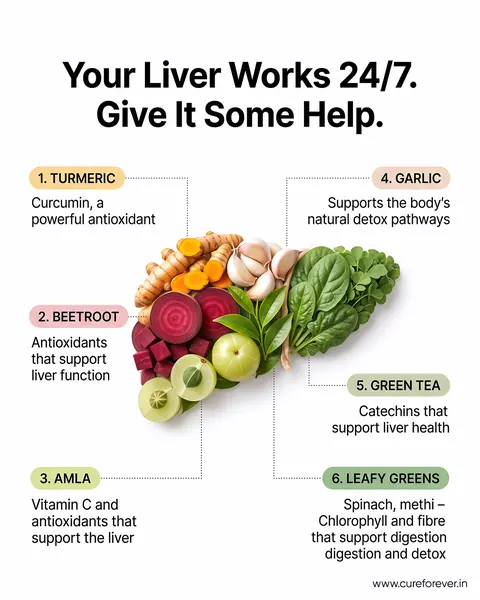 Your Liver Works 24/7.
Give It Some Help.
1. TURMERIC
Curcumin, a
powerful antioxidant
2. BEETROOT
Antioxidants
that support
liver function
3. AMLA
Vitamin C and
antioxidants that
support the liver
4. GARLIC
Supports the body's
natural detox pathways
5. GREEN TEA
Catechins that
support liver health
6. LEAFY GREENS
Spinach, methi –
Chlorophyll and fibre
that support digestion
digestion and detox
www.cureforever.in